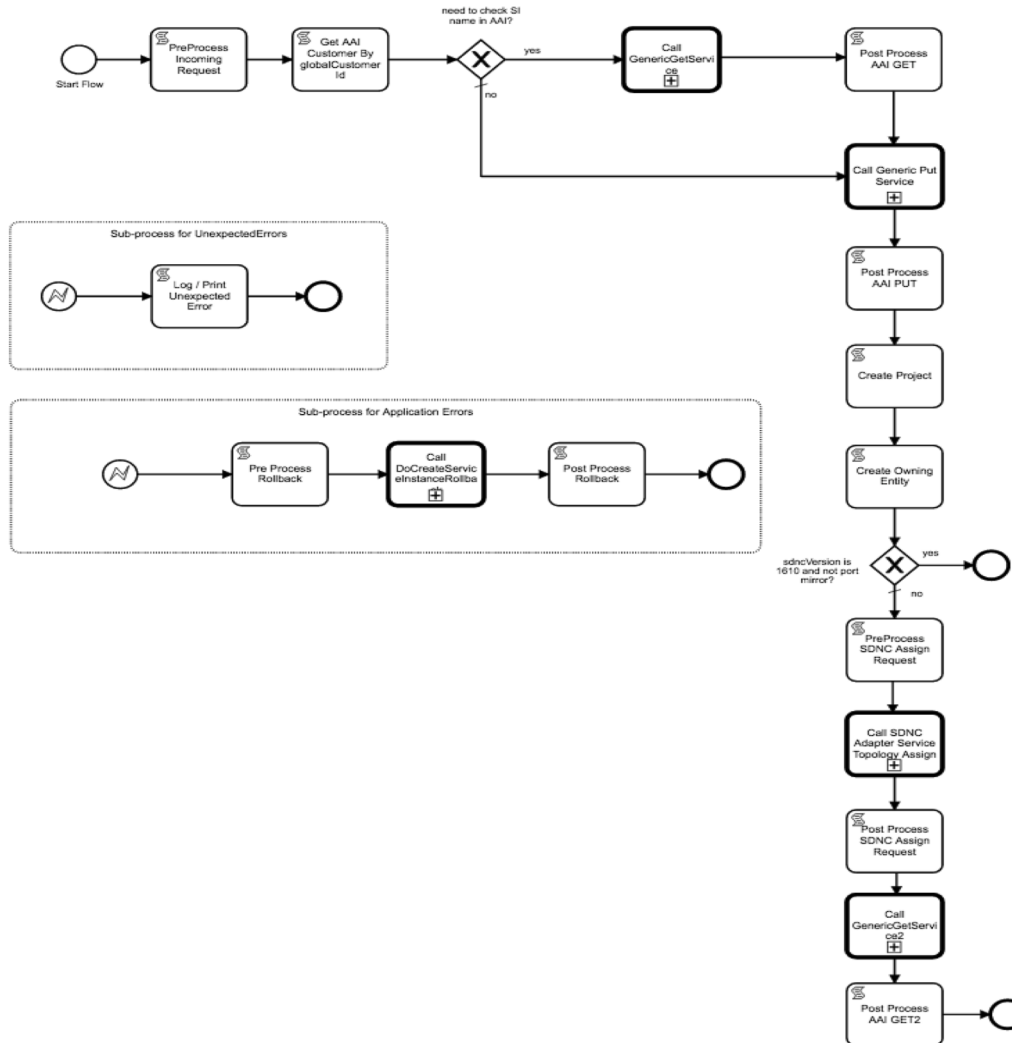 need to check SI
name in AAI?
Start Flow
PreProcess
Incoming
Request
Get AAI
Customer By
globalCustomer
Id
yes
no
Call
GenericGetServi
ce
Post Process
AAI GET
Call Generic Put
Service
Post Process
AAI PUT
Create Project
Create Owning
Entity
Sub-process for UnexpectedErrors
Log / Print
Unexpected
Error
Sub-process for Application Errors
Pre Process
Rollback
Call
DoCreateServic
eInstanceRollba
Post Process
Rollback
sdncVersion is
1610 and not port
mirror?
yes
no
PreProcess
SDNC Assign
Request
Call SDNC
Adapter Service
Topology Assign
Post Process
SDNC Assign
Request
Call
GenericGetServi
ce2
Post Process
AAI GET2